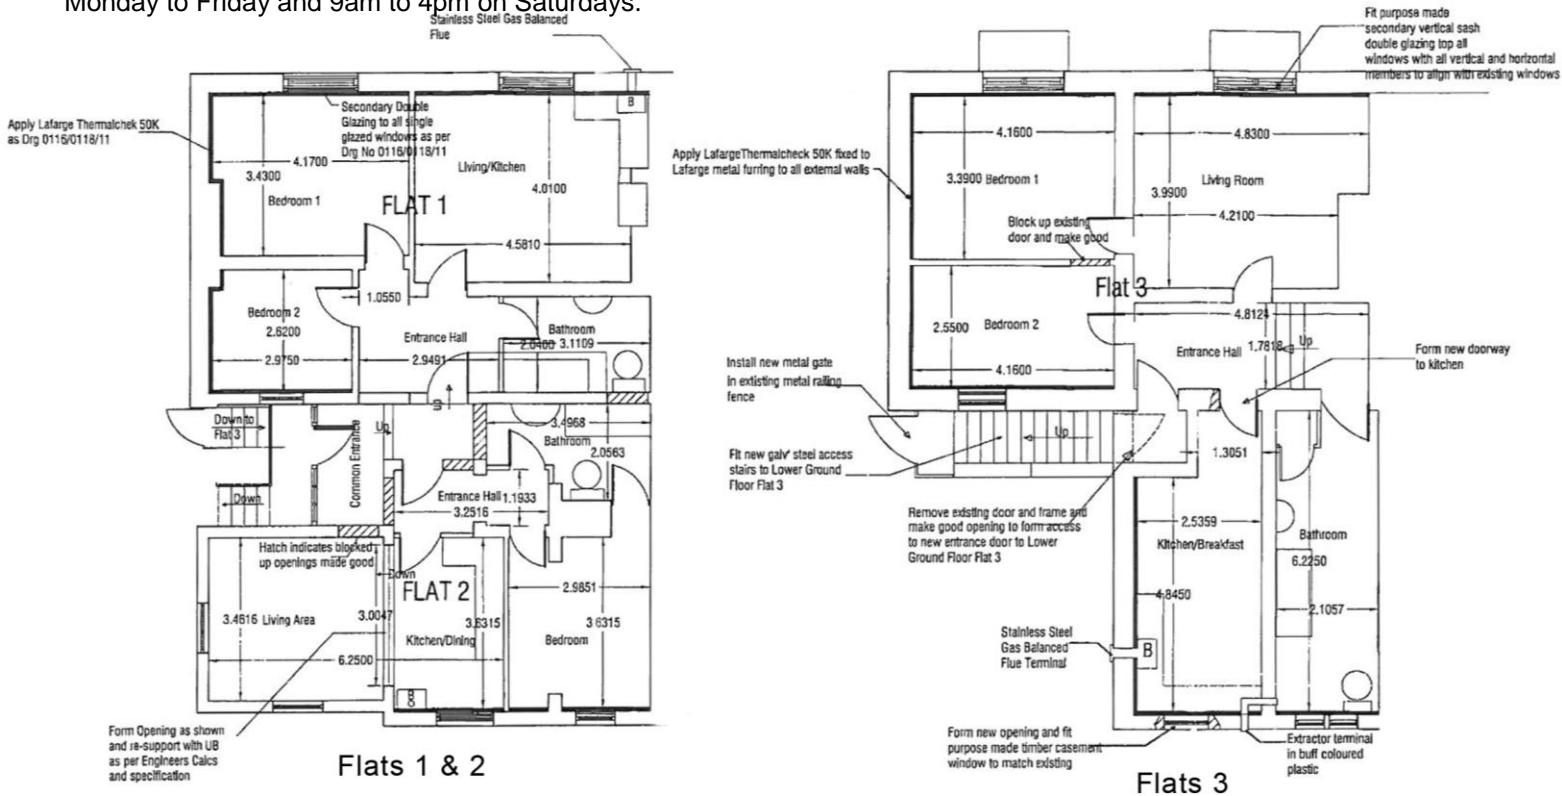 Monday to Friday and 9am to 4pm on Saturdays.
Stainless Steel Gas Balanced
Flue
Apply Lafarge Thermalchek 50K
as Drg 0116/0118/11
Secondary Double
Glazing to all single
glazed windows as per
Drg No 0116/0118/11
B
4.1700
3.4300
Bedroom 1
FLAT 1
Living/Kitchen
4.0100
4.5810
1.0550
Bedroom 2
2.6200
2.9750
Entrance Hall
2.9491
Bathroom
2.0400
3.1109
Up
Down to
Flat 3
Up
Common Entrance
3.4968
Bathroom
2.0563
Down
Entrance Hall
1.1933
3.2516
Hatch indicates blocked
up openings made good
Down
FLAT 2
2.9851
3.4616
Living Area
3.0047
Kitchen/Dining
3.6315
Bedroom
3.6315
6.2500
Form Opening as shown
and re-support with UB
as per Engineers Calcs
and specification
Flats 1 & 2
Fit purpose made
secondary vertical sash
double glazing top all
windows with all vertical and horizontal
members to align with existing windows
Apply LafargeThermalcheck 50K fixed to
Lafarge metal furring to all external walls
4.1600
4.8300
3.3900
Bedroom 1
3.9900
Living Room
4.2100
Block up existing
door and make good
Flat 3
2.5500
Bedroom 2
4.1600
4.8124
Entrance Hall
1.7818
Up
Form new doorway
to kitchen
Install new metal gate
in extisting metal railing
fence
Fit new galv' steel access
stairs to Lower Ground
Floor Flat 3
Up
1.3051
Remove existing door and frame and
make good opening to form access
to new entrance door to Lower
Ground Floor Flat 3
2.5359
Kitchen/Breakfast
Bathroom
6.2250
4.8450
2.1057
Stainless Steel
Gas Balanced
Flue Terminal
B
Form new opening and fit
purpose made timber casement
window to match existing
Extractor terminal
in buff coloured
plastic
Flats 3